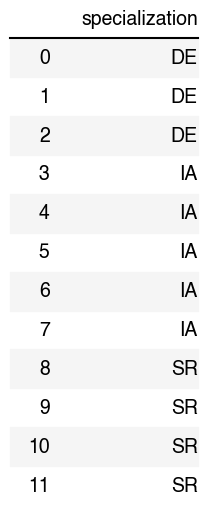 specialization
0 DE
1 DE
2 DE
3 IA
4 IA
5 IA
6 IA
7 IA
8 SR
9 SR
10 SR
11 SR